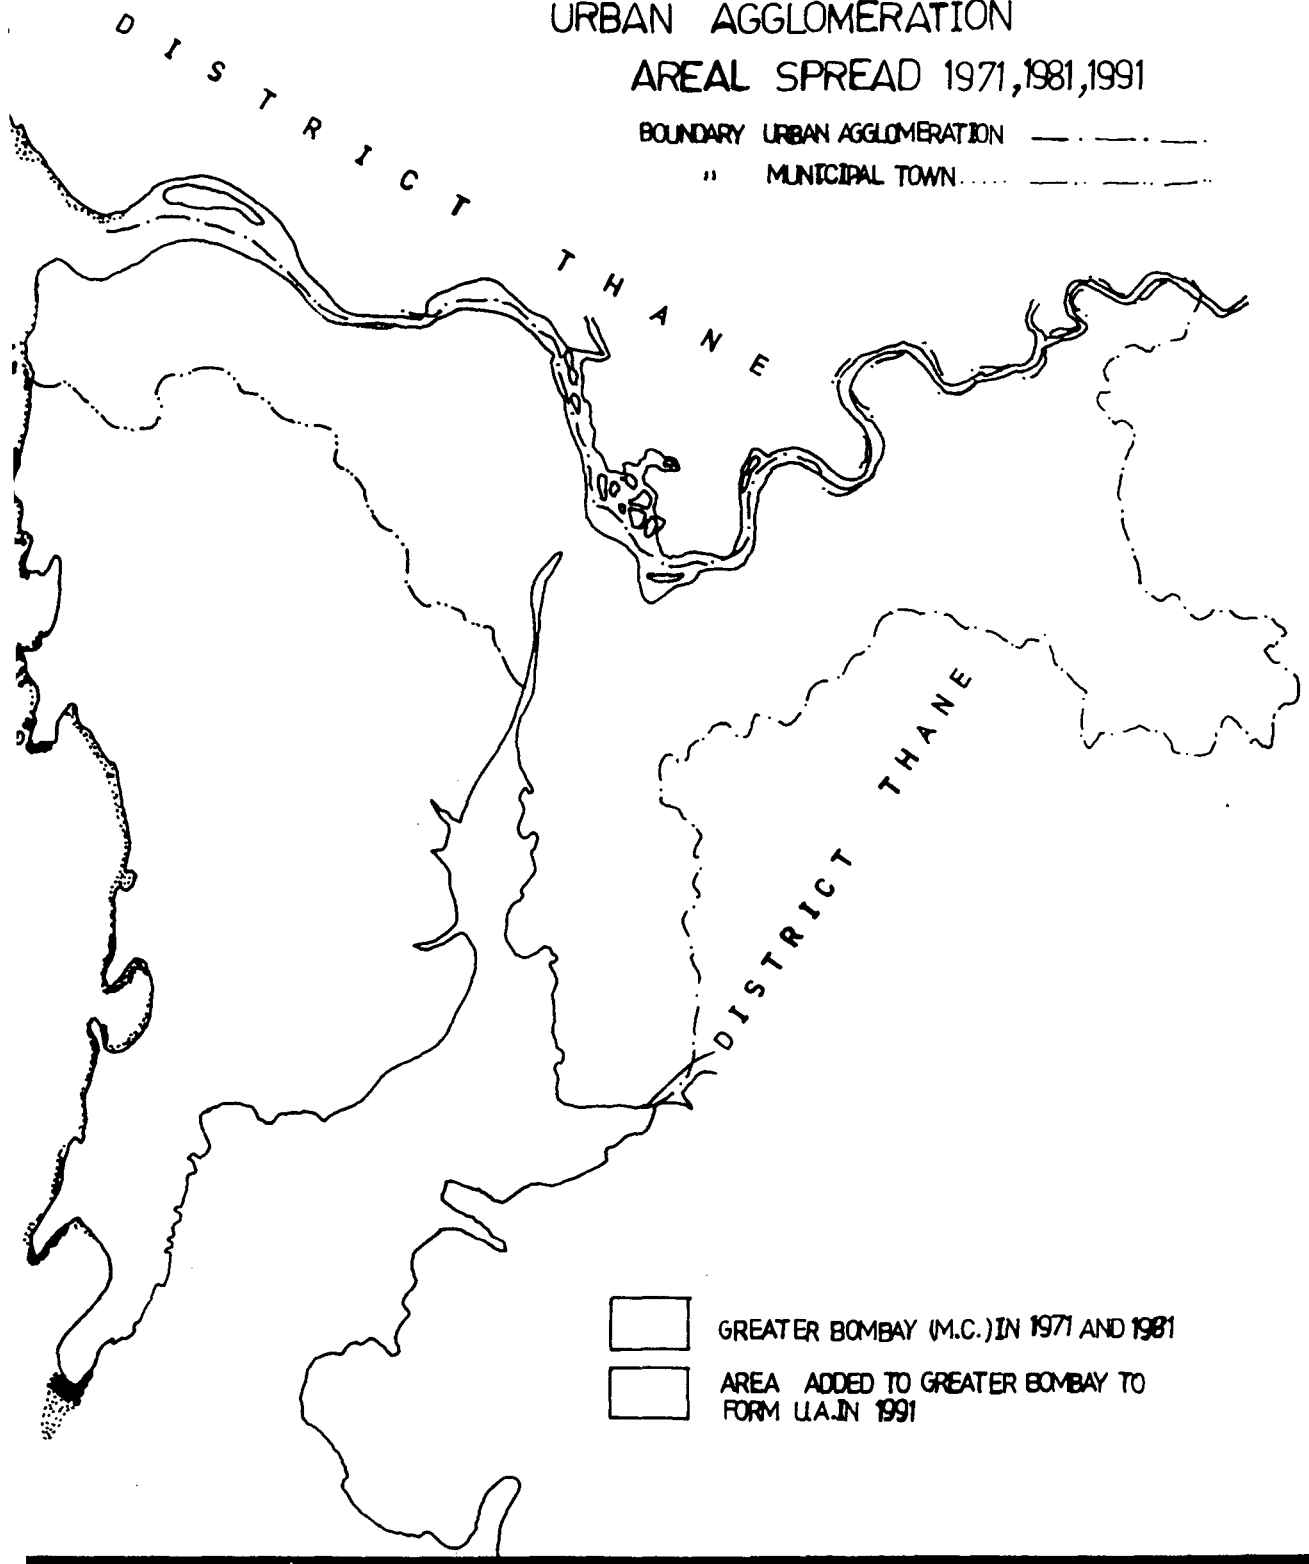 URBAN AGGLOMERATION
AREAL SPREAD 1971,1981,1991
BOUNDARY URBAN AGGLOMERATION
" MUNICIPAL TOWN.....
DISTRICT THANE
DISTRICT THANE
GREATER BOMBAY (M.C.) IN 1971 AND 1981
AREA ADDED TO GREATER BOMBAY TO
FORM U.A. IN 1991